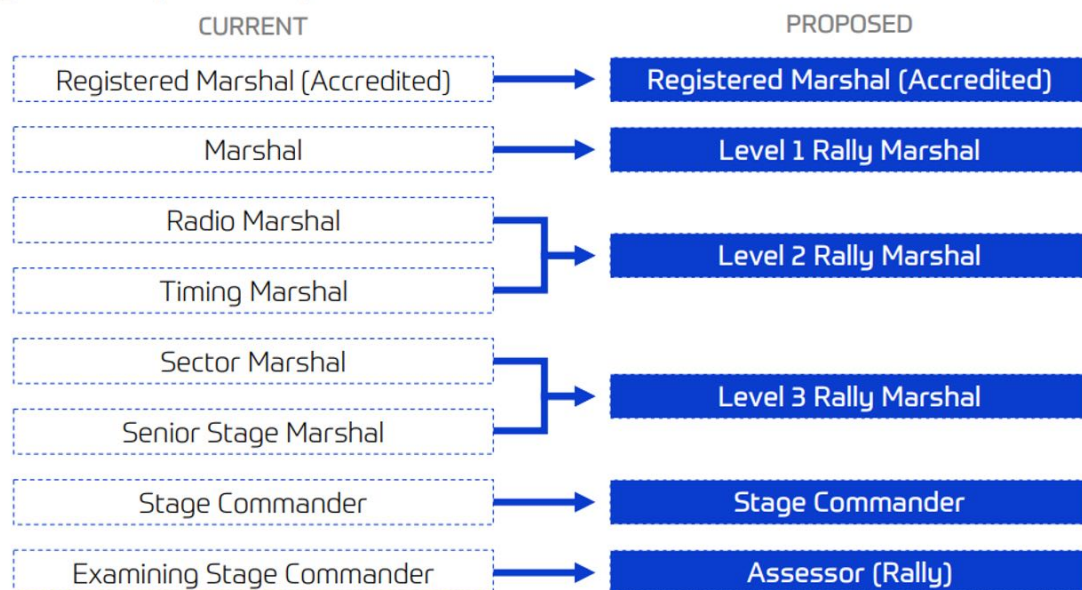 CURRENT
PROPOSED
Registered Marshal (Accredited)
Registered Marshal (Accredited)
Marshal
Level 1 Rally Marshal
Radio Marshal
Timing Marshal
Level 2 Rally Marshal
Sector Marshal
Senior Stage Marshal
Level 3 Rally Marshal
Stage Commander
Stage Commander
Examining Stage Commander
Assessor (Rally)